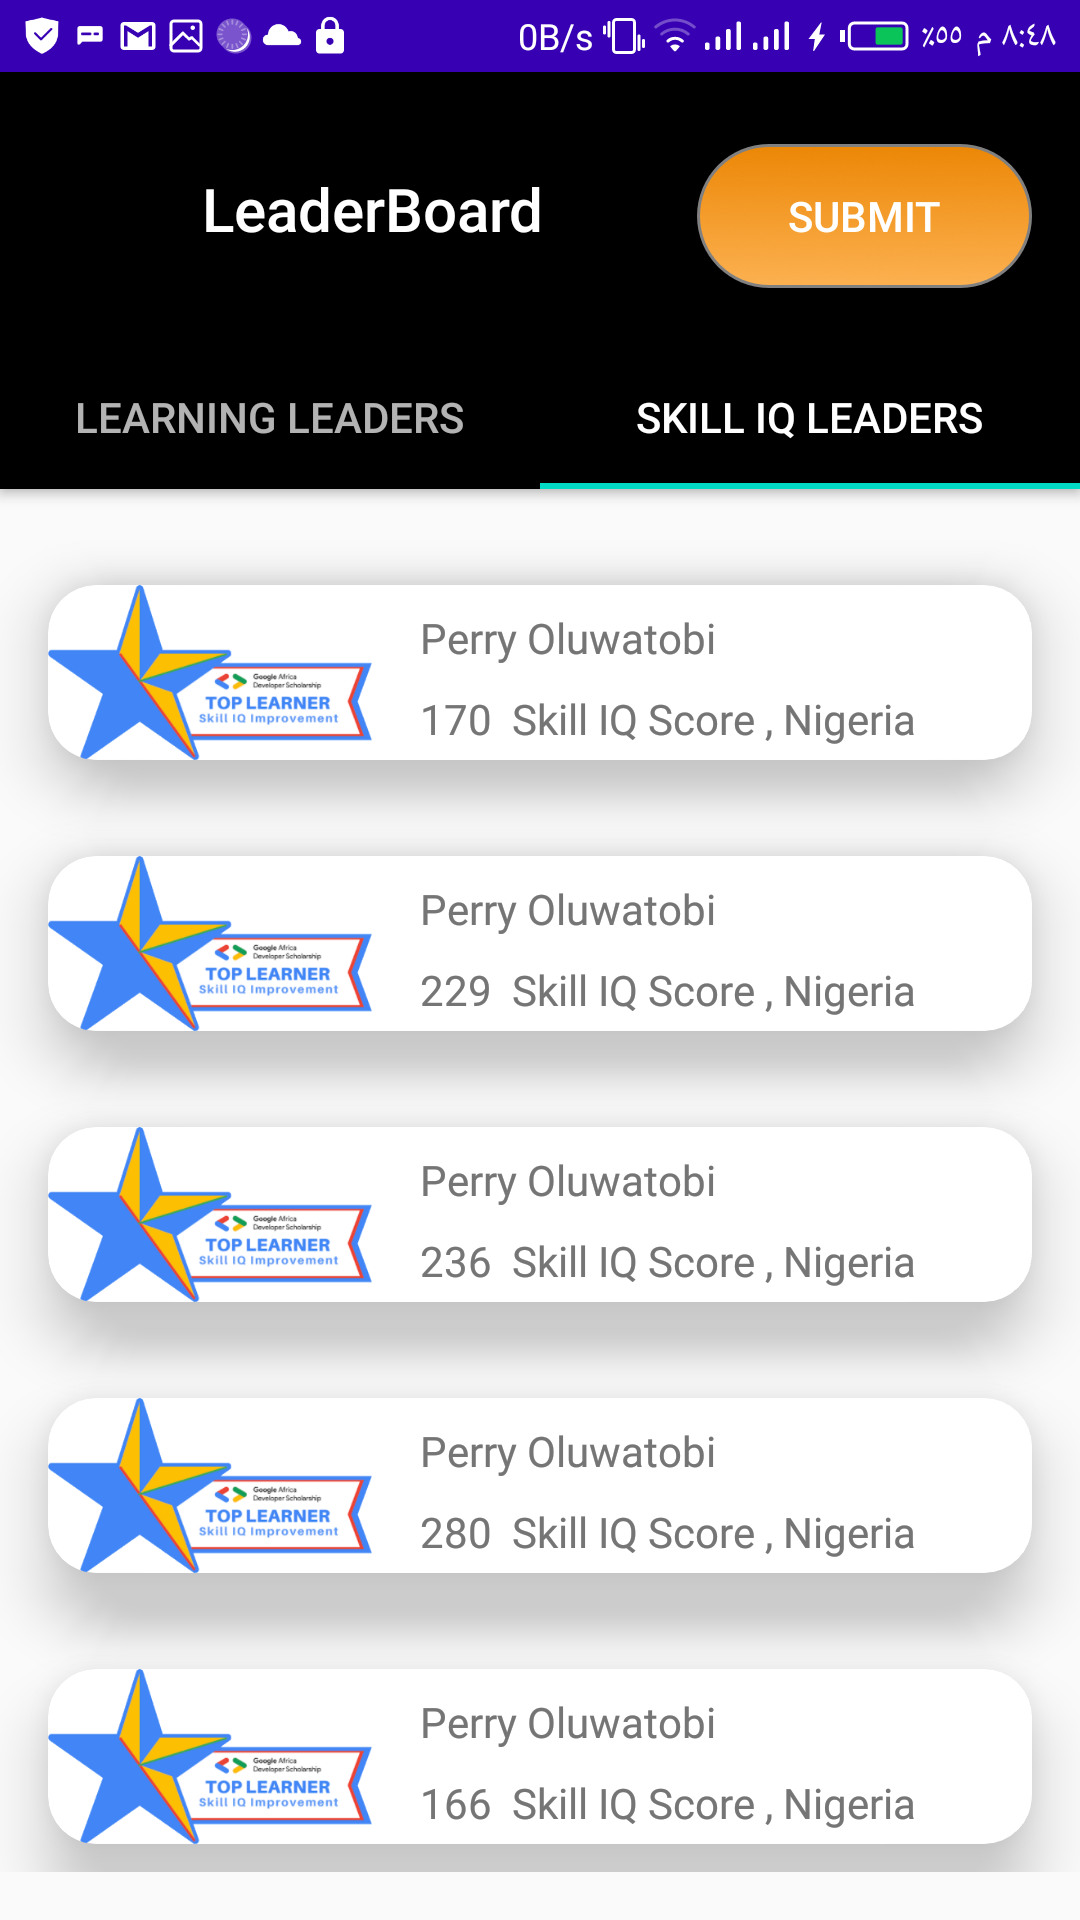 0B/s ٪٥٥ ٨:٤٨ م
LeaderBoard
SUBMIT
LEARNING LEADERS
SKILL IQ LEADERS
Google Africa
Developer Scholarship
TOP LEARNER
Skill IQ Improvement
Perry Oluwatobi
170 Skill IQ Score , Nigeria
Google Africa
Developer Scholarship
TOP LEARNER
Skill IQ Improvement
Perry Oluwatobi
229 Skill IQ Score , Nigeria
Google Africa
Developer Scholarship
TOP LEARNER
Skill IQ Improvement
Perry Oluwatobi
236 Skill IQ Score , Nigeria
Google Africa
Developer Scholarship
TOP LEARNER
Skill IQ Improvement
Perry Oluwatobi
280 Skill IQ Score , Nigeria
Google Africa
Developer Scholarship
TOP LEARNER
Skill IQ Improvement
Perry Oluwatobi
166 Skill IQ Score , Nigeria